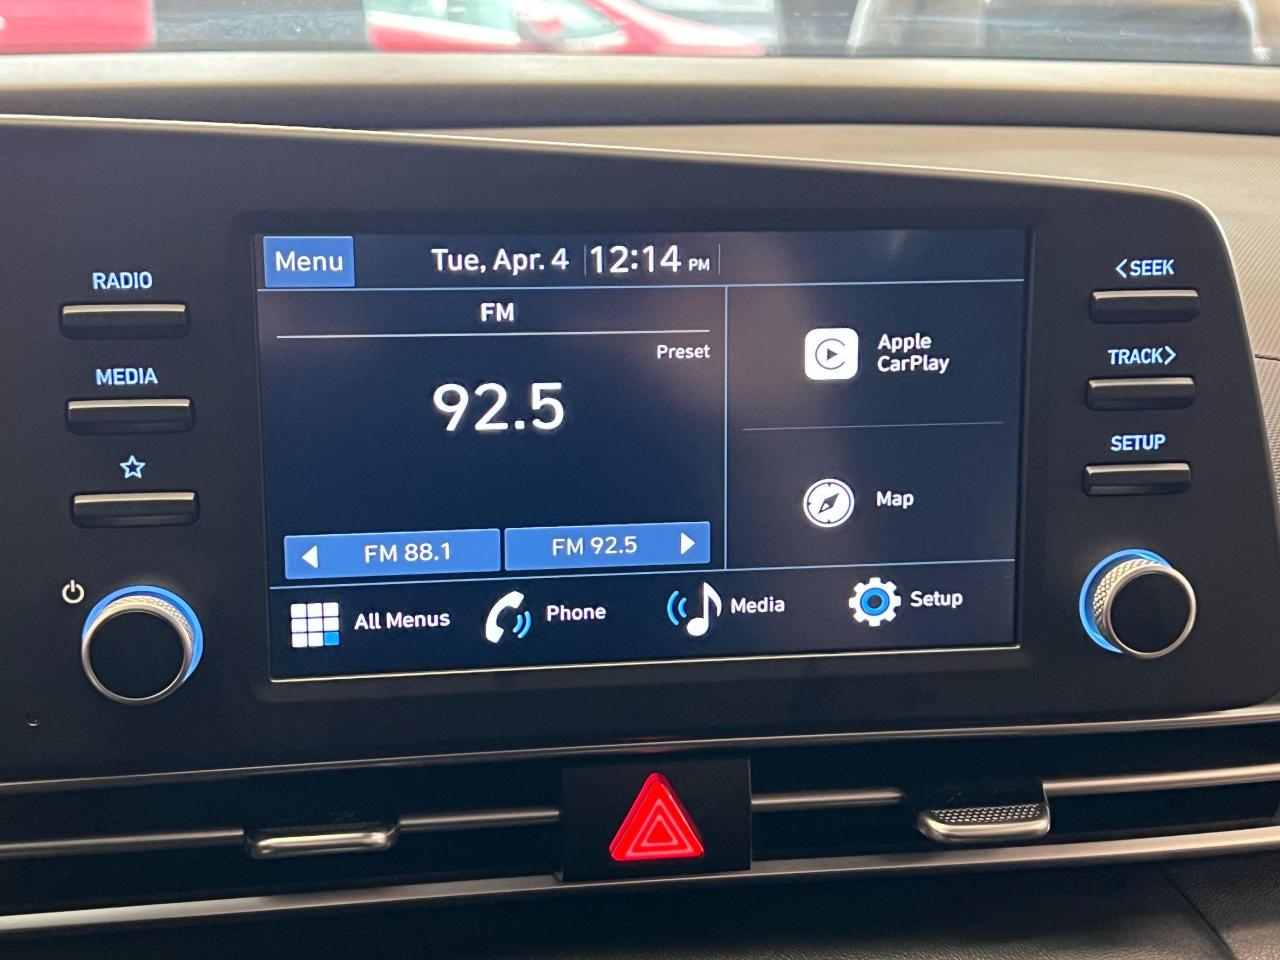 RADIO
MEDIA
Menu
Tue, Apr. 4
12:14 PM
FM
Preset
92.5
FM 88.1
FM 92.5
Apple
CarPlay
Map
All Menus
Phone
Media
Setup
<SEEK
TRACK>
SETUP